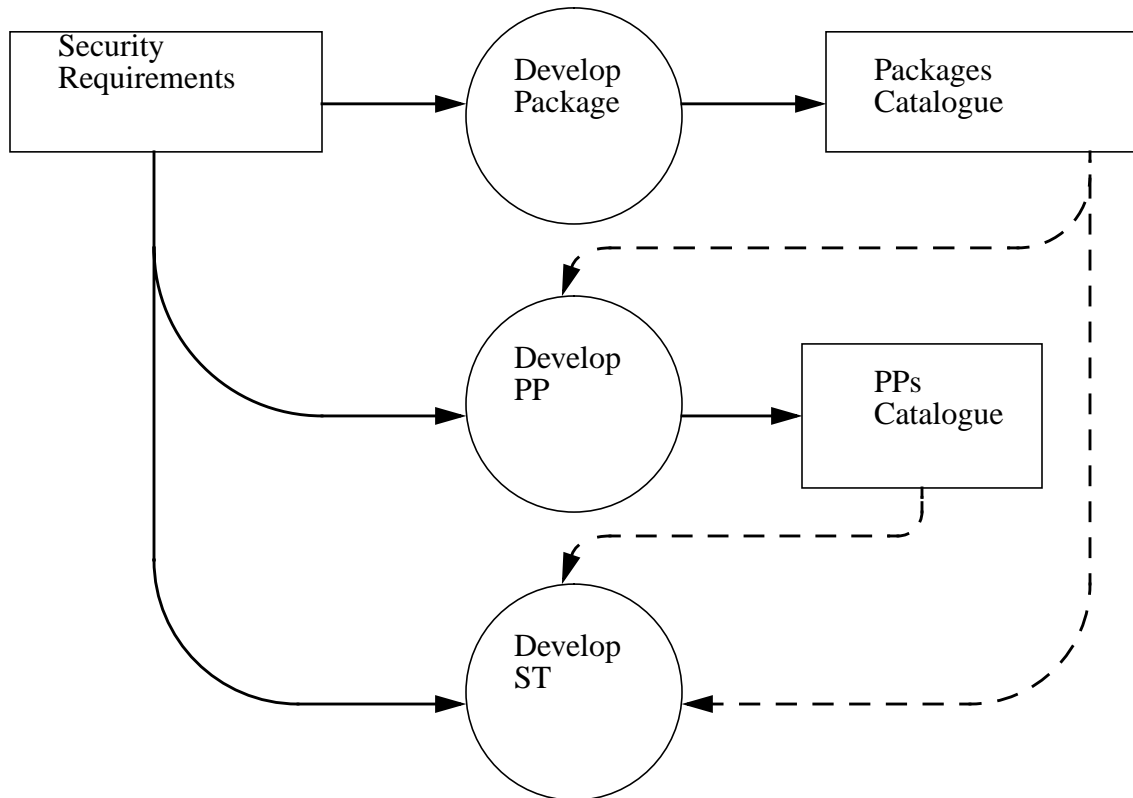 Security
Requirements
Develop
Package
Packages
Catalogue
Develop
PP
PPs
Catalogue
Develop
ST